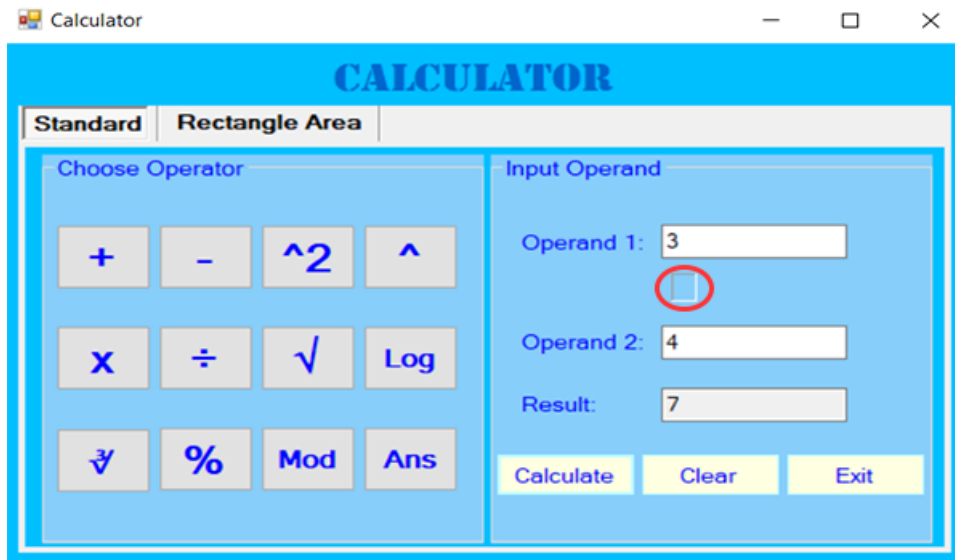 Calculator
CALCULATOR
Standard Rectangle Area
Choose Operator
+ - ^2 ^
x ÷ √ Log
∛ % Mod Ans
Input Operand
Operand 1: 3
Operand 2: 4
Result: 7
Calculate Clear Exit